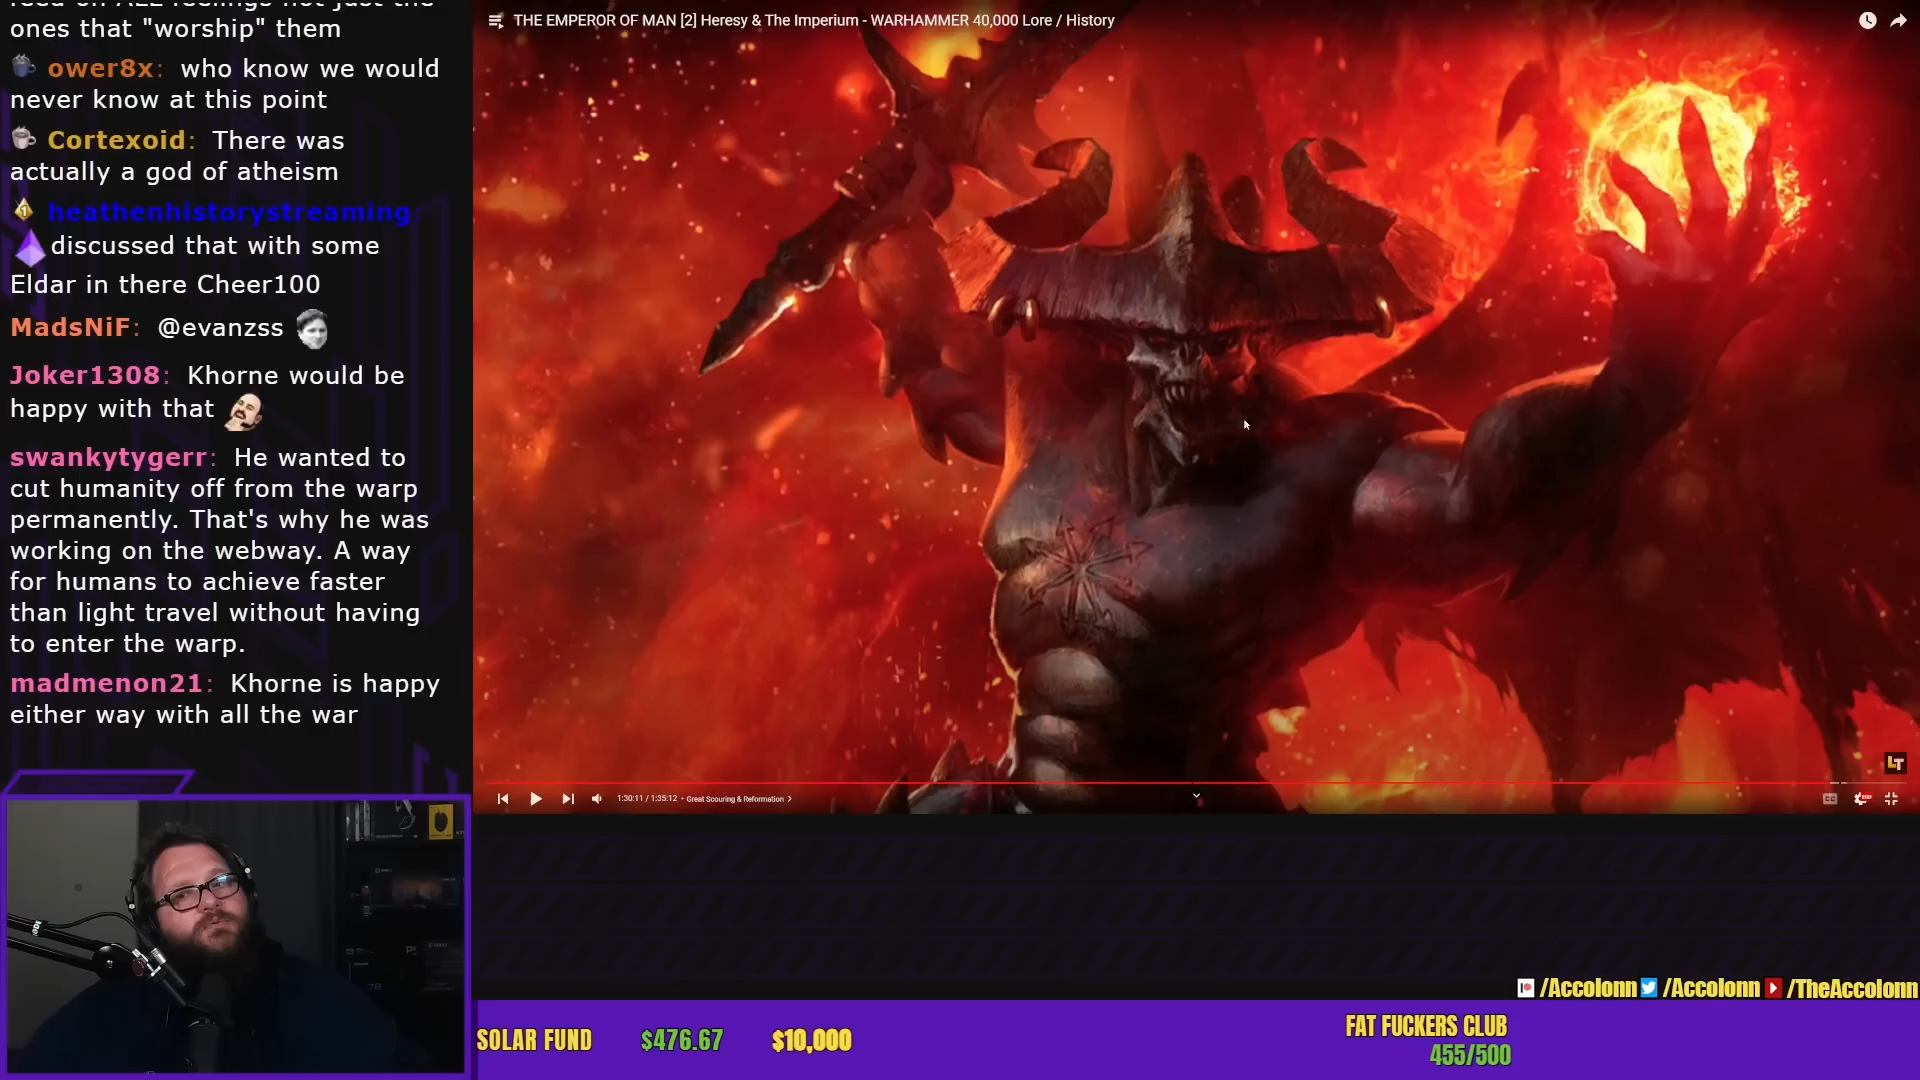 ones that "worship" them
ower8x: who know we would
never know at this point
Cortexoid: There was
actually a god of atheism
heathenhistorystreaming:
discussed that with some
Eldar in there Cheer100
MadsNiF: @evanzss
Joker1308: Khorne would be
happy with that
swankytygerr: He wanted to
cut humanity off from the warp
permanently. That's why he was
working on the webway. A way
for humans to achieve faster
than light travel without having
to enter the warp.
madmenon21: Khorne is happy
either way with all the war
THE EMPEROR OF MAN [2] Heresy & The Imperium - WARHAMMER 40,000 Lore / History
LT
1:30:11 / 1:35:12 • Great Scouring & Reformation >
CC
HD
/Accolonn /Accolonn /TheAccolonn
SOLAR FUND $476.67 $10,000
FAT FUCKERS CLUB
455/500